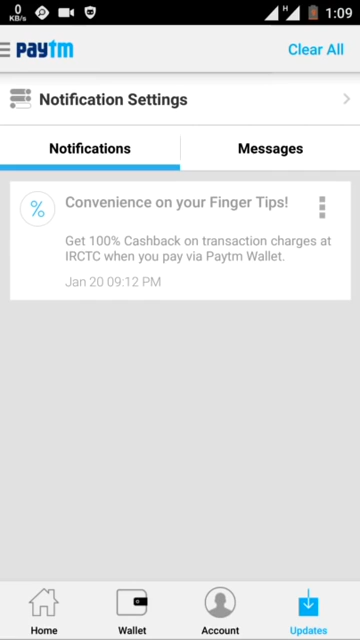 0
KB/s
H
1:09
paytm
Clear All
Notification Settings
Notifications
Messages
%
Convenience on your Finger Tips!
Get 100% Cashback on transaction charges at
IRCTC when you pay via Paytm Wallet.
Jan 20 09:12 PM
Home
Wallet
Account
Updates